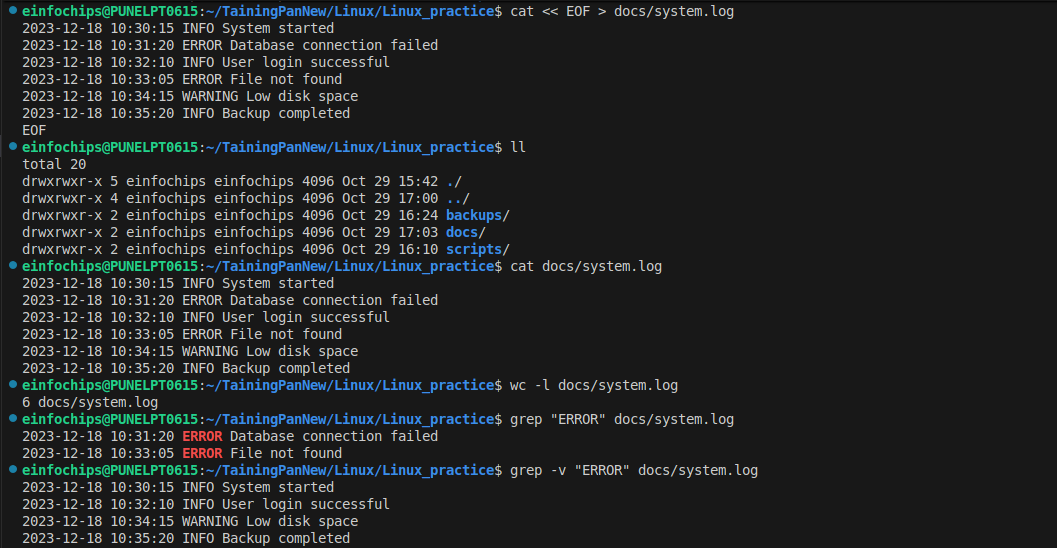 einfochips@PUNELPT0615:~/TainingPanNew/Linux/Linux_practice$ cat << EOF > docs/system.log
2023-12-18 10:30:15 INFO System started
2023-12-18 10:31:20 ERROR Database connection failed
2023-12-18 10:32:10 INFO User login successful
2023-12-18 10:33:05 ERROR File not found
2023-12-18 10:34:15 WARNING Low disk space
2023-12-18 10:35:20 INFO Backup completed
EOF
einfochips@PUNELPT0615:~/TainingPanNew/Linux/Linux_practice$ ll
total 20
drwxrwxr-x 5 einfochips einfochips 4096 Oct 29 15:42 ./
drwxrwxr-x 4 einfochips einfochips 4096 Oct 29 17:00 ../
drwxrwxr-x 2 einfochips einfochips 4096 Oct 29 16:24 backups/
drwxrwxr-x 2 einfochips einfochips 4096 Oct 29 17:03 docs/
drwxrwxr-x 2 einfochips einfochips 4096 Oct 29 16:10 scripts/
einfochips@PUNELPT0615:~/TainingPanNew/Linux/Linux_practice$ cat docs/system.log
2023-12-18 10:30:15 INFO System started
2023-12-18 10:31:20 ERROR Database connection failed
2023-12-18 10:32:10 INFO User login successful
2023-12-18 10:33:05 ERROR File not found
2023-12-18 10:34:15 WARNING Low disk space
2023-12-18 10:35:20 INFO Backup completed
einfochips@PUNELPT0615:~/TainingPanNew/Linux/Linux_practice$ wc -l docs/system.log
6 docs/system.log
einfochips@PUNELPT0615:~/TainingPanNew/Linux/Linux_practice$ grep "ERROR" docs/system.log
2023-12-18 10:31:20 ERROR Database connection failed
2023-12-18 10:33:05 ERROR File not found
einfochips@PUNELPT0615:~/TainingPanNew/Linux/Linux_practice$ grep -v "ERROR" docs/system.log
2023-12-18 10:30:15 INFO System started
2023-12-18 10:32:10 INFO User login successful
2023-12-18 10:34:15 WARNING Low disk space
2023-12-18 10:35:20 INFO Backup completed